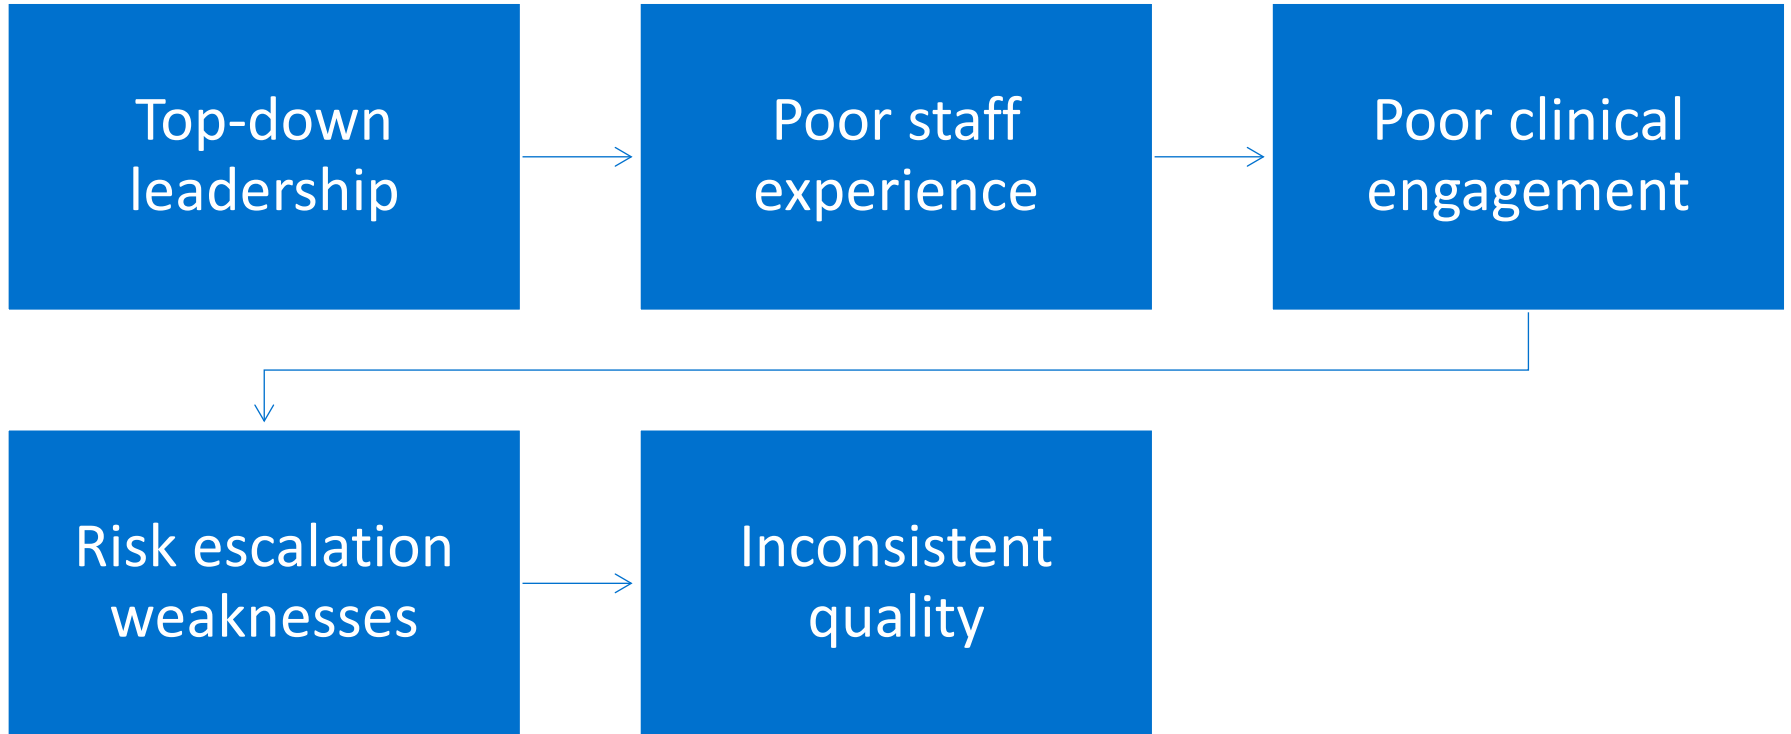 Top-down
leadership
Poor staff
experience
Poor clinical
engagement
Risk escalation
weaknesses
Inconsistent
quality